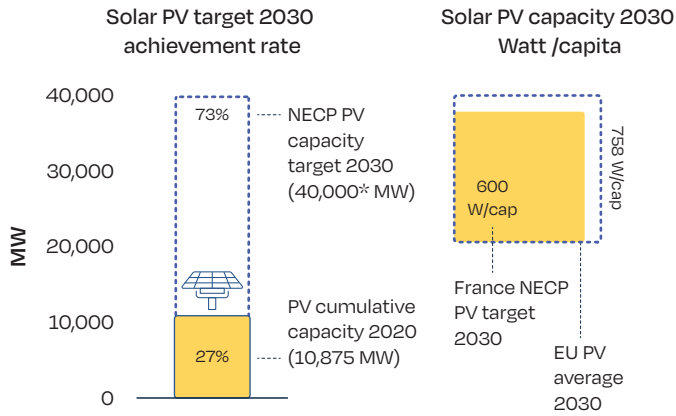 Solar PV target 2030
achievement rate
MW
40,000
30,000
20,000
10,000
0
73%
27%
NECP PV
capacity
target 2030
(40,000* MW)
PV cumulative
capacity 2020
(10,875 MW)
Solar PV capacity 2030
Watt /capita
758 W/cap
600
W/cap
France NECP
PV target
2030
EU PV
average
2030